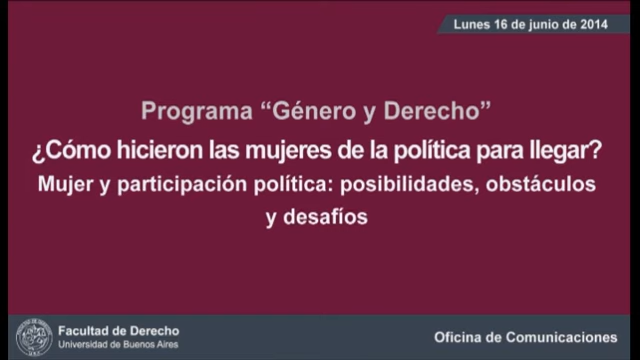 Lunes 16 de junio de 2014
Programa “Género y Derecho”
¿Cómo hicieron las mujeres de la política para llegar?
Mujer y participación política: posibilidades, obstáculos
y desafíos
Facultad de Derecho
Universidad de Buenos Aires
Oficina de Comunicaciones